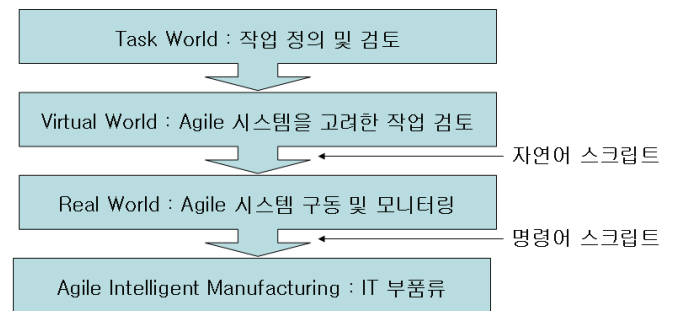 Task World : 작업 정의 및 검토
Virtual World : Agile 시스템을 고려한 작업 검토
자연어 스크립트
Real World : Agile 시스템 구동 및 모니터링
명령어 스크립트
Agile Intelligent Manufacturing : IT 부품류